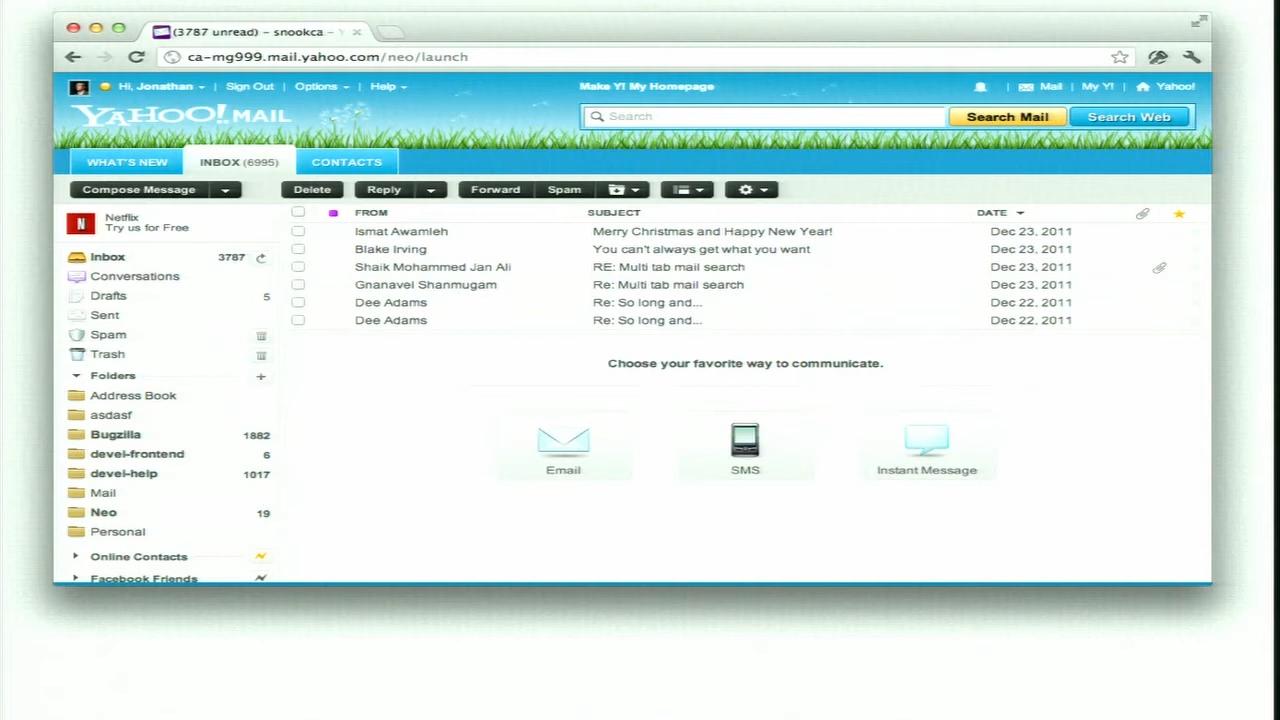 (3787 unread) - snookca - Y
ca-mg999.mail.yahoo.com/neo/launch
Hi, Jonathan | Sign Out | Options | Help
Make Y! My Homepage
Mail | My Y! | Yahoo!
YAHOO! MAIL
Search
Search Mail
Search Web
WHAT'S NEW
INBOX (6995)
CONTACTS
Compose Message
Delete
Reply
Forward
Spam
Netflix
Try us for Free
FROM SUBJECT DATE
Ismat Awamleh Merry Christmas and Happy New Year! Dec 23, 2011
Blake Irving You can't always get what you want Dec 23, 2011
Shaik Mohammed Jan Ali RE: Multi tab mail search Dec 23, 2011
Gnanavel Shanmugam Re: Multi tab mail search Dec 23, 2011
Dee Adams Re: So long and... Dec 22, 2011
Dee Adams Re: So long and... Dec 22, 2011
Inbox 3787
Conversations
Drafts 5
Sent
Spam
Trash
Folders +
Address Book
asdasf
Bugzilla 1882
devel-frontend 6
devel-help 1017
Mail
Neo 19
Personal
Online Contacts
Facebook Friends
Choose your favorite way to communicate.
Email
SMS
Instant Message